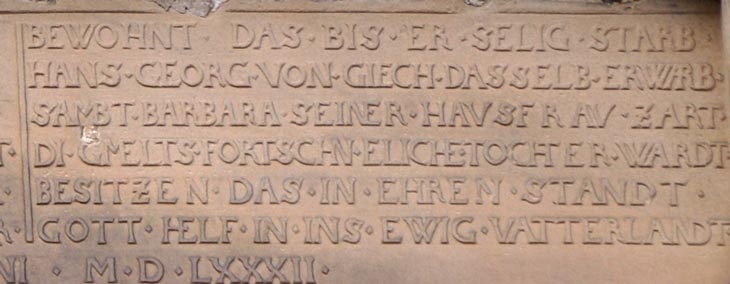 BEWOHNT · DAS · BIS · ER · SELIG · STARB ·
HANS · GEORG · VON · GIECH · DASSELB · ERWARB ·
SAMBT · BARBARA · SEINER · HAVSFRAV · ZART ·
T · DI · GMELTS · FORTSCHN · ELICHE · TOCHTER · WARDT
BESITZEN · DAS · IN · EHREN · STANDT ·
R · GOTT · HELF · IN · INS · EWIG · VATTERLANDT
NI · M · D · LXXXII ·